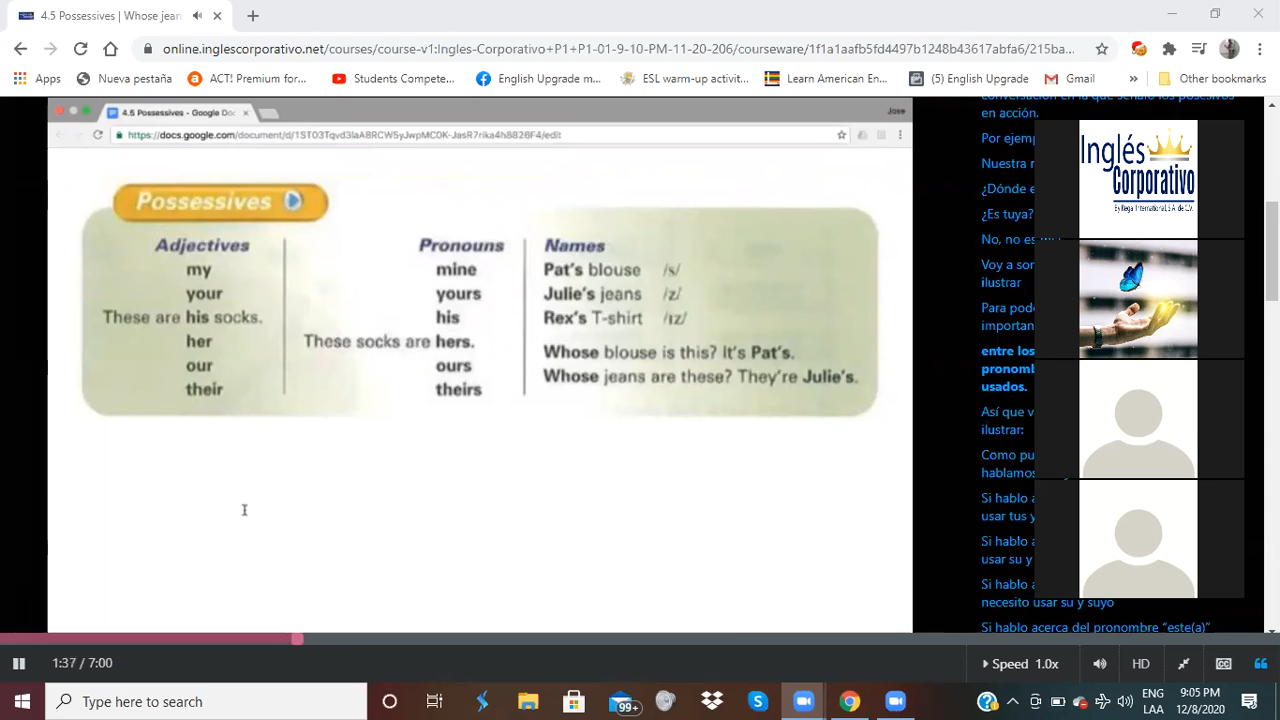 4.5 Possessives | Whose jean
online.inglescorporativo.net/courses/course-v1:Ingles-Corporativo+P1+P1-01-9-10-PM-11-20-206/courseware/1f1a1aafb5fd4497b1248b43617abfa6/215ba...
Apps Nueva pestaña ACT! Premium for... Students Compete... English Upgrade m... ESL warm-up activit... Learn American En... (5) English Upgrade Gmail » Other bookmarks
4.5 Possessives - Google Doc Jose
https://docs.google.com/document/d/1ST03Tqvd3laA8RCW5yJwpMC0K-JasR7rika4h8826F4/edit
Possessives
Adjectives Pronouns Names
my mine Pat's blouse /s/
your yours Julie's jeans /z/
These are his socks. his Rex's T-shirt /ɪz/
her These socks are hers.
Whose blouse is this? It's Pat's.
our ours
Whose jeans are these? They're Julie's.
their theirs
conversación en la que señalo los posesivos
en acción.
Por ejem
Nuestra
¿Dónde e
¿Es tuya?
No, no es
Voy a
ilustrar
Para pod
importan
entre los
pronomb
usados.
Así que v
ilustrar:
Como pu
hablamos
Si hablo a
usar tus y
Si hablo a
usar su y
Si hablo a
necesito usar su y suyo
Si hablo acerca del pronombre "este(a)"
Inglés
Corporativo
1:37 / 7:00 Speed 1.0x HD
Type here to search
99+
ENG
LAA
9:05 PM
12/8/2020